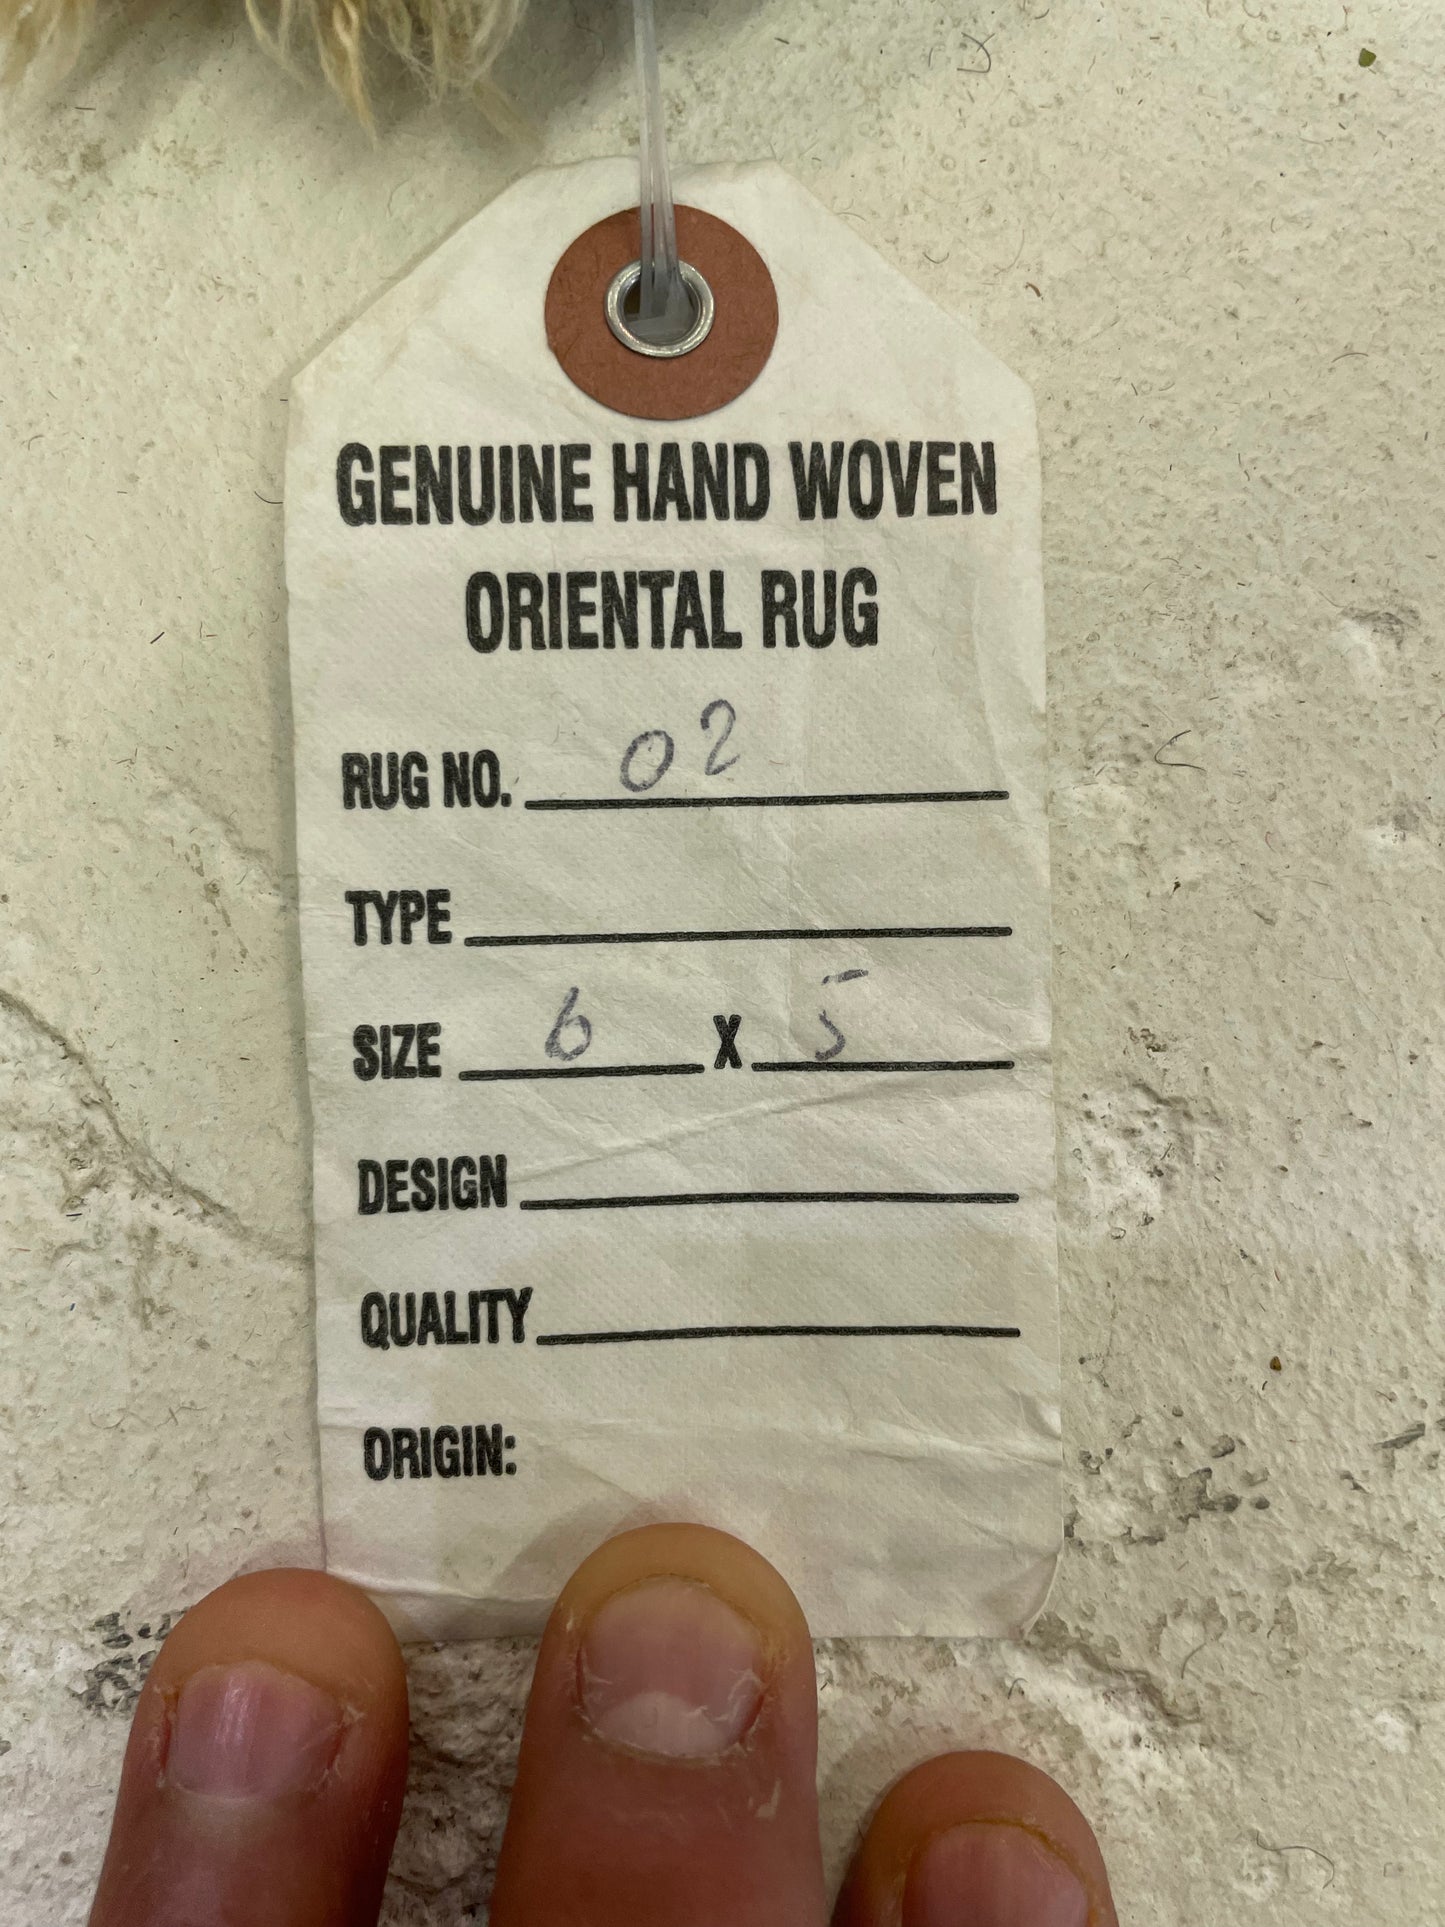 GENUINE HAND WOVEN
ORIENTAL RUG
RUG NO. 02
TYPE
SIZE 6 X 5
DESIGN
QUALITY
ORIGIN: